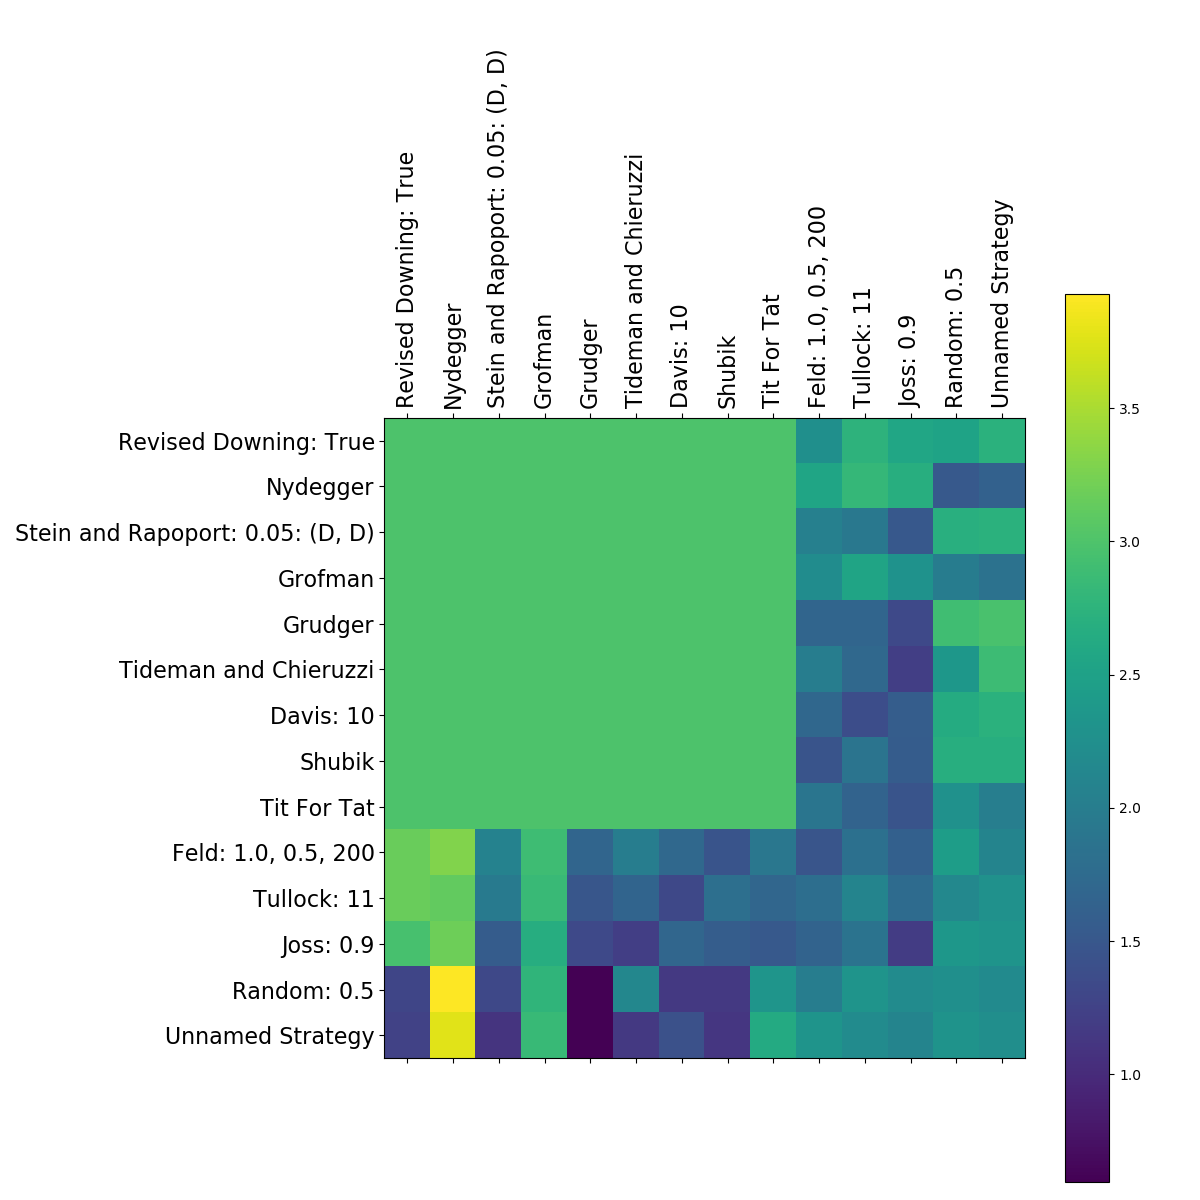 Revised Downing: True
Nydegger
Stein and Rapoport: 0.05: (D, D)
Grofman
Grudger
Tideman and Chieruzzi
Davis: 10
Shubik
Tit For Tat
Feld: 1.0, 0.5, 200
Tullock: 11
Joss: 0.9
Random: 0.5
Unnamed Strategy
Revised Downing: True
Nydegger
Stein and Rapoport: 0.05: (D, D)
Grofman
Grudger
Tideman and Chieruzzi
Davis: 10
Shubik
Tit For Tat
Feld: 1.0, 0.5, 200
Tullock: 11
Joss: 0.9
Random: 0.5
Unnamed Strategy
3.5
3.0
2.5
2.0
1.5
1.0